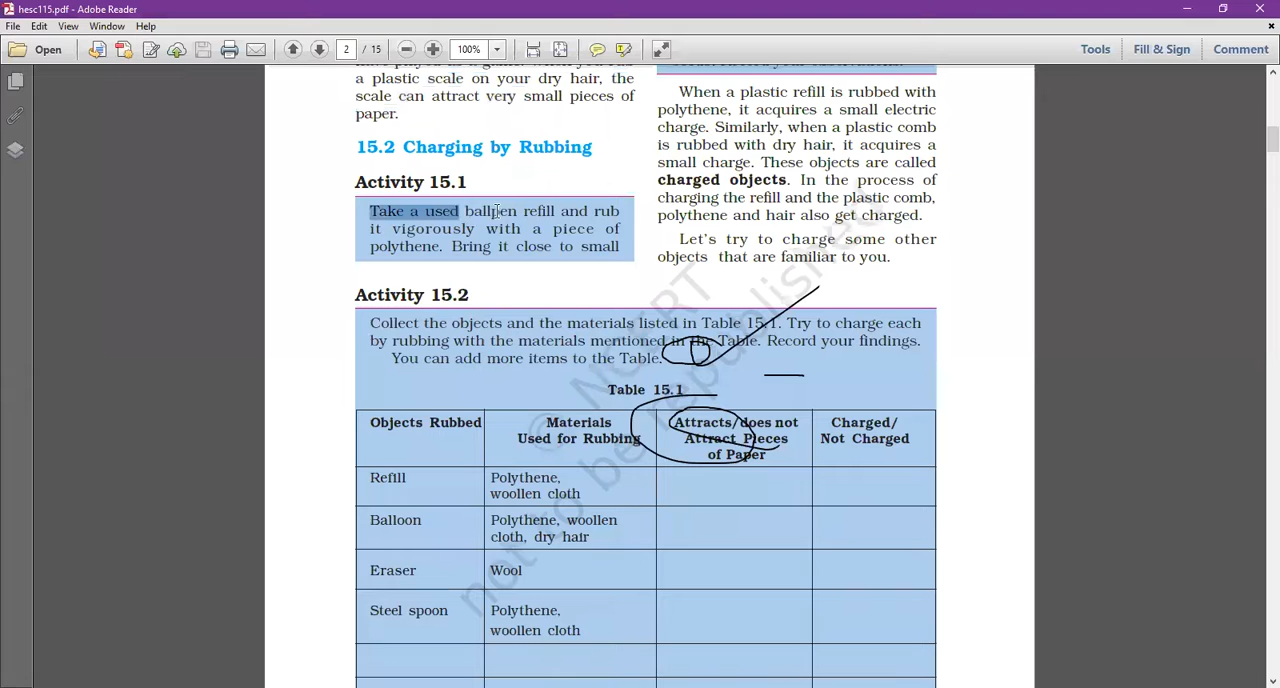 hesc115.pdf - Adobe Reader
File Edit View Window Help
Open 2 / 15 100% Tools Fill & Sign Comment
a plastic scale on your dry hair, the
scale can attract very small pieces of
paper.
15.2 Charging by Rubbing
Activity 15.1
Take a used ballpen refill and rub
it vigorously with a piece of
polythene. Bring it close to small
When a plastic refill is rubbed with
polythene, it acquires a small electric
charge. Similarly, when a plastic comb
is rubbed with dry hair, it acquires a
small charge. These objects are called
charged objects. In the process of
charging the refill and the plastic comb,
polythene and hair also get charged.
Let's try to charge some other
objects that are familiar to you.
Activity 15.2
Collect the objects and the materials listed in Table 15.1. Try to charge each
by rubbing with the materials mentioned in the Table. Record your findings.
You can add more items to the Table.
Table 15.1
Objects Rubbed
Materials
Used for Rubbing
Attracts/does not
Attract Pieces
of Paper
Charged/
Not Charged
Refill
Polythene,
woollen cloth
Balloon
Polythene, woollen
cloth, dry hair
Eraser
Wool
Steel spoon
Polythene,
woollen cloth
© NCERT
not to be republished